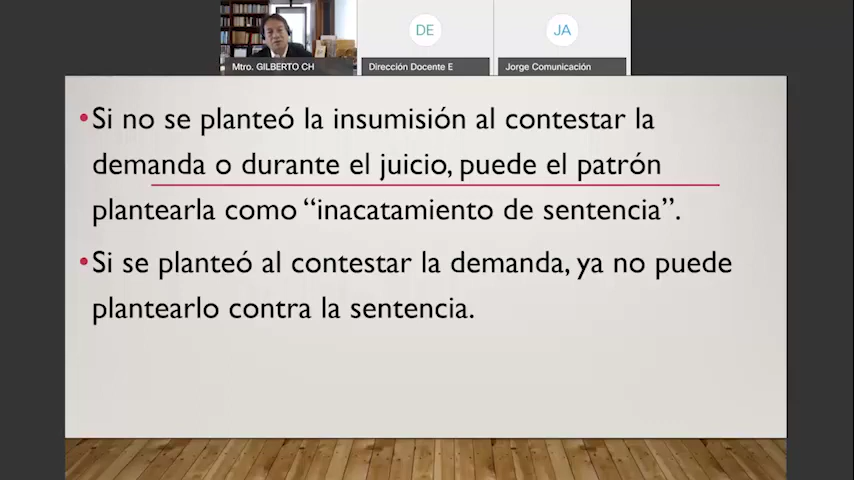 DE
JA
Mtro. GILBERTO CH
Dirección Docente E
Jorge Comunicación
•Si no se planteó la insumisión al contestar la
demanda o durante el juicio, puede el patrón
plantearla como “inacatamiento de sentencia”.
•Si se planteó al contestar la demanda, ya no puede
plantearlo contra la sentencia.